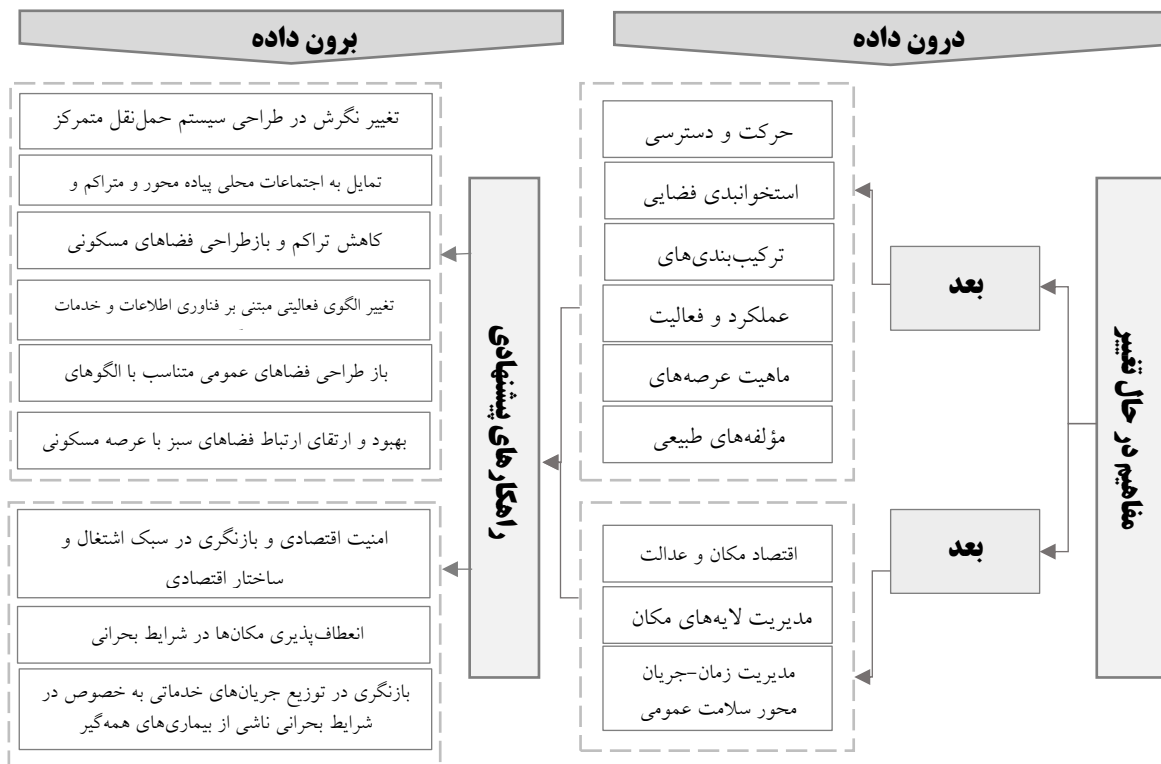 درون داده
برون داده
مفاهیم در حال تغییر
بعد
بعد
حرکت و دسترسی
استخوانبندی فضایی
ترکیب‌بندی‌های
عملکرد و فعالیت
ماهیت عرصه‌های
مؤلفه‌های طبیعی
اقتصاد مکان و عدالت
مدیریت لایه‌های مکان
مدیریت زمان-جریان
محور سلامت عمومی
راهکارهای پیشنهادی
تغییر نگرش در طراحی سیستم حمل‌نقل متمرکز
تمایل به اجتماعات محلی پیاده محور و متراکم و
کاهش تراکم و بازطراحی فضاهای مسکونی
تغییر الگوی فعالیتی مبتنی بر فناوری اطلاعات و خدمات
باز طراحی فضاهای عمومی متناسب با الگوهای
بهبود و ارتقای ارتباط فضاهای سبز با عرصه مسکونی
امنیت اقتصادی و بازنگری در سبک اشتغال و
ساختار اقتصادی
انعطاف‌پذیری مکان‌ها در شرایط بحرانی
بازنگری در توزیع جریان‌های خدماتی به خصوص در
شرایط بحرانی ناشی از بیماری‌های همه‌گیر